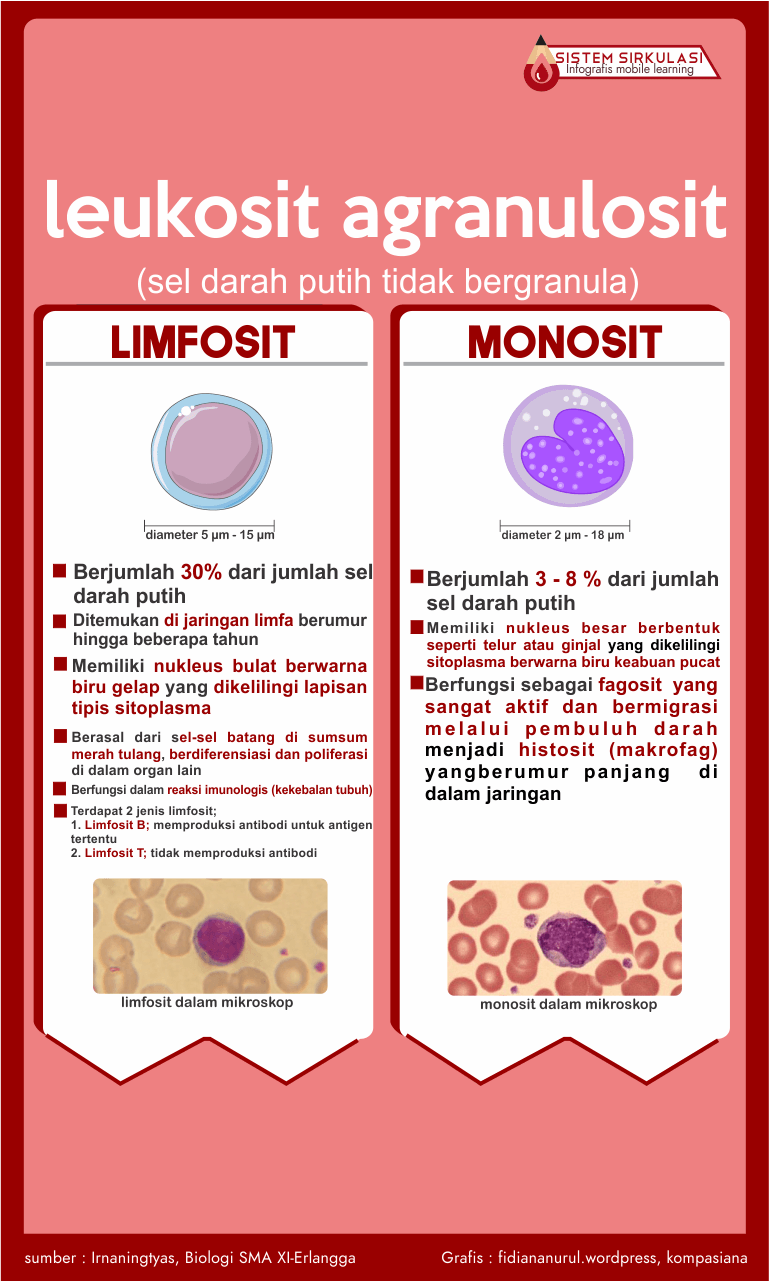 SISTEM SIRKULASI
Infografis mobile learning
leukosit agranulosit
(sel darah putih tidak bergranula)
LIMFOSIT
diameter 5 µm - 15 µm
Berjumlah 30% dari jumlah sel
darah putih
Ditemukan di jaringan limfa berumur
hingga beberapa tahun
Memiliki nukleus bulat berwarna
biru gelap yang dikelilingi lapisan
tipis sitoplasma
Berasal dari sel-sel batang di sumsum
merah tulang, berdiferensiasi dan poliferasi
di dalam organ lain
Berfungsi dalam reaksi imunologis (kekebalan tubuh)
Terdapat 2 jenis limfosit;
1. Limfosit B; memproduksi antibodi untuk antigen
tertentu
2. Limfosit T; tidak memproduksi antibodi
limfosit dalam mikroskop
MONOSIT
diameter 2 µm - 18 µm
Berjumlah 3 - 8 % dari jumlah
sel darah putih
Memiliki nukleus besar berbentuk
seperti telur atau ginjal yang dikelilingi
sitoplasma berwarna biru keabuan pucat
Berfungsi sebagai fagosit yang
sangat aktif dan bermigrasi
melalui pembuluh darah
menjadi histosit (makrofag)
yangberumur panjang di
dalam jaringan
monosit dalam mikroskop
sumber : Irnaningtyas, Biologi SMA XI-Erlangga
Grafis : fidiananurul.wordpress, kompasiana